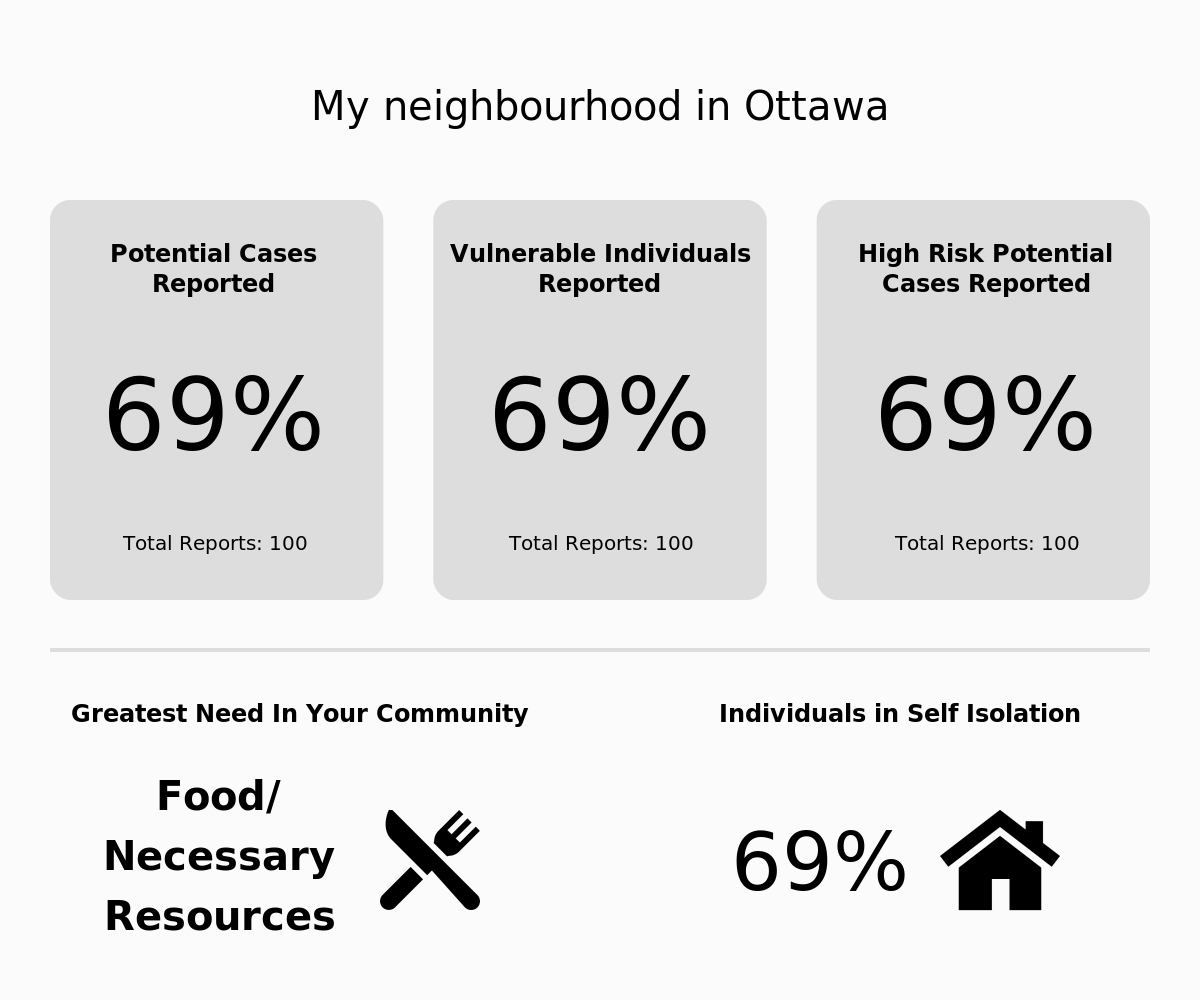 My neighbourhood in Ottawa
Potential Cases
Reported
69%
Total Reports: 100
Vulnerable Individuals
Reported
69%
Total Reports: 100
High Risk Potential
Cases Reported
69%
Total Reports: 100
Greatest Need In Your Community
Food/
Necessary
Resources
Individuals in Self Isolation
69%